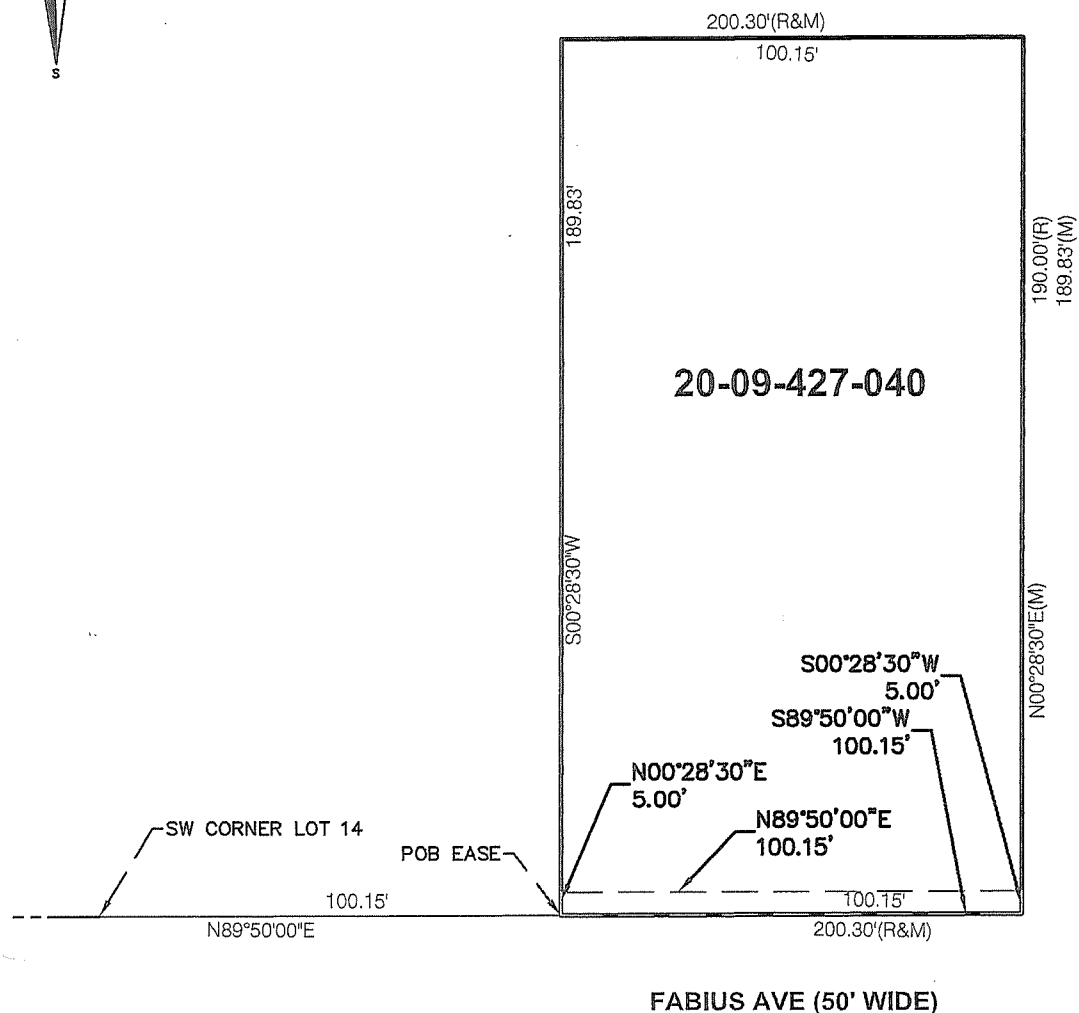 S
200.30'(R&M)
100.15'
189.83'
190.00'(R)
189.83'(M)
20-09-427-040
S00°28'30"W
N00°28'30"E(M)
S00°28'30"W
5.00'
S89°50'00"W
100.15'
N00°28'30"E
5.00'
N89°50'00"E
100.15'
SW CORNER LOT 14
POB EASE
100.15'
100.15'
N89°50'00"E
200.30'(R&M)
FABIUS AVE (50' WIDE)